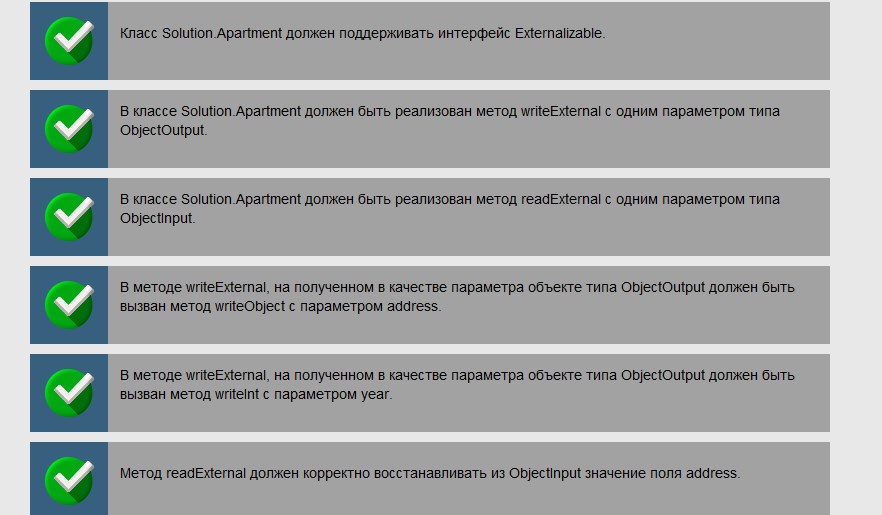 Класс Solution.Apartment должен поддерживать интерфейс Externalizable.
В классе Solution.Apartment должен быть реализован метод writeExternal с одним параметром типа
ObjectOutput.
В классе Solution.Apartment должен быть реализован метод readExternal с одним параметром типа
ObjectInput.
В методе writeExternal, на полученном в качестве параметра объекте типа ObjectOutput должен быть
вызван метод writeObject с параметром address.
В методе writeExternal, на полученном в качестве параметра объекте типа ObjectOutput должен быть
вызван метод writeInt с параметром year.
Метод readExternal должен корректно восстанавливать из ObjectInput значение поля address.